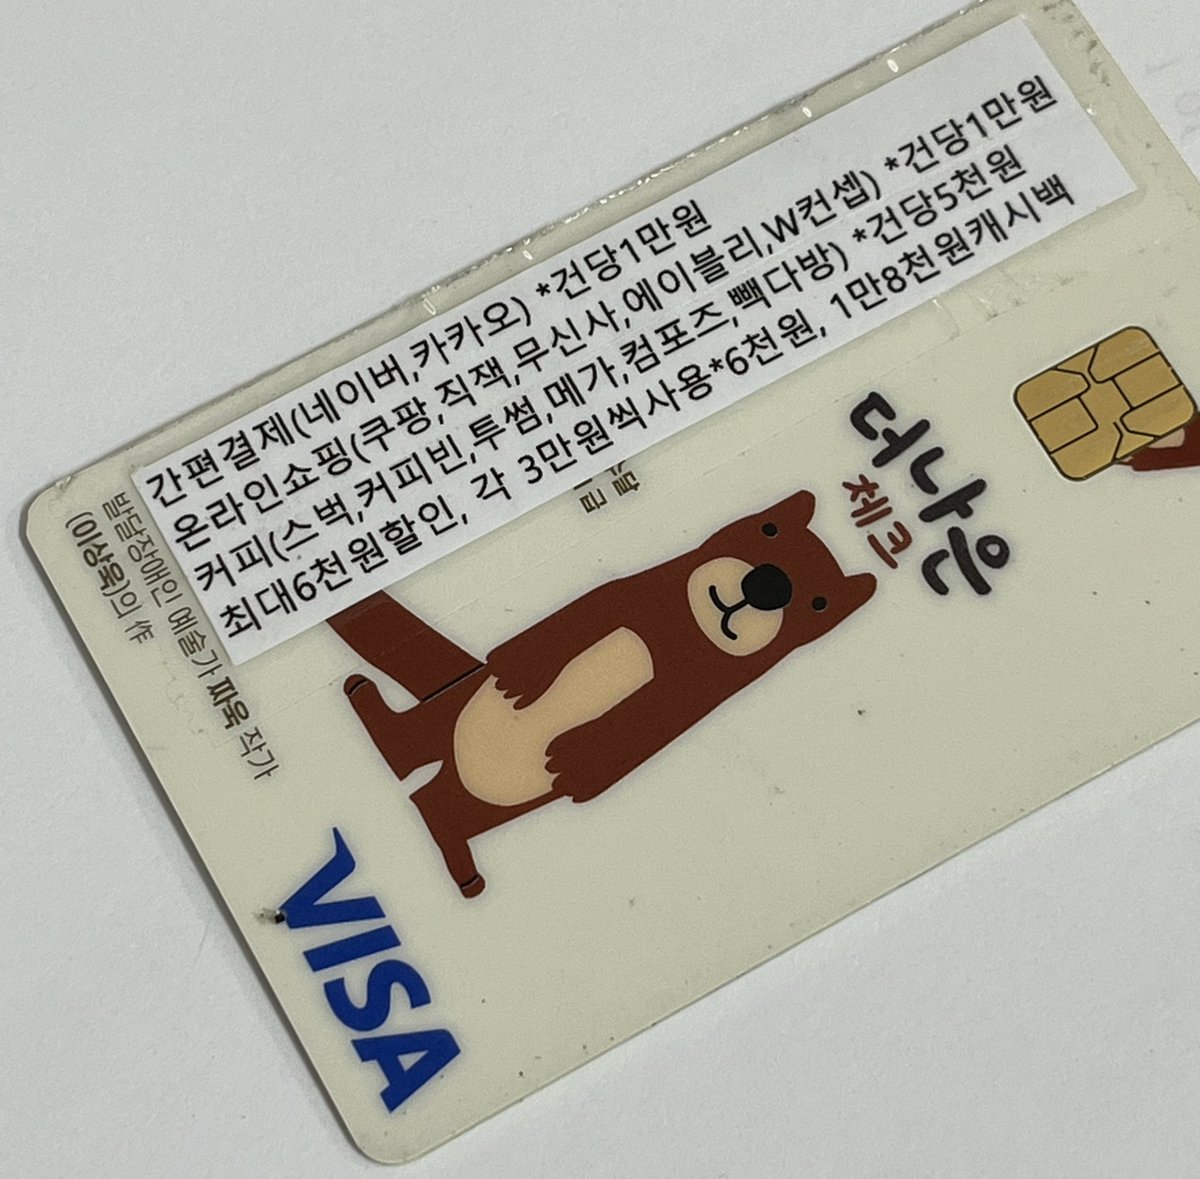 간편결제(네이버,카카오) *건당1만원
온라인쇼핑(쿠팡,직잭,무신사,에이블리,W컨셉) *건당1만원
커피(스벅,커피빈,투썸,메가,컴포즈,빽다방) *건당5천원
최대6천원할인, 각 3만원씩사용*6천원, 1만8천원캐시백
더나은
체크
발달장애인 예술가 짜욱 작가
(이상욱)의 作
VISA